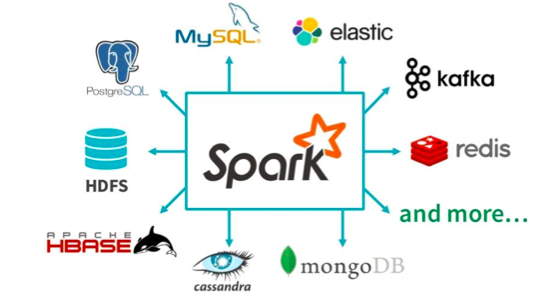 MySQL
elastic
PostgreSQL
kafka
HDFS
Spark
redis
APACHE
HBASE
and more...
cassandra
mongoDB